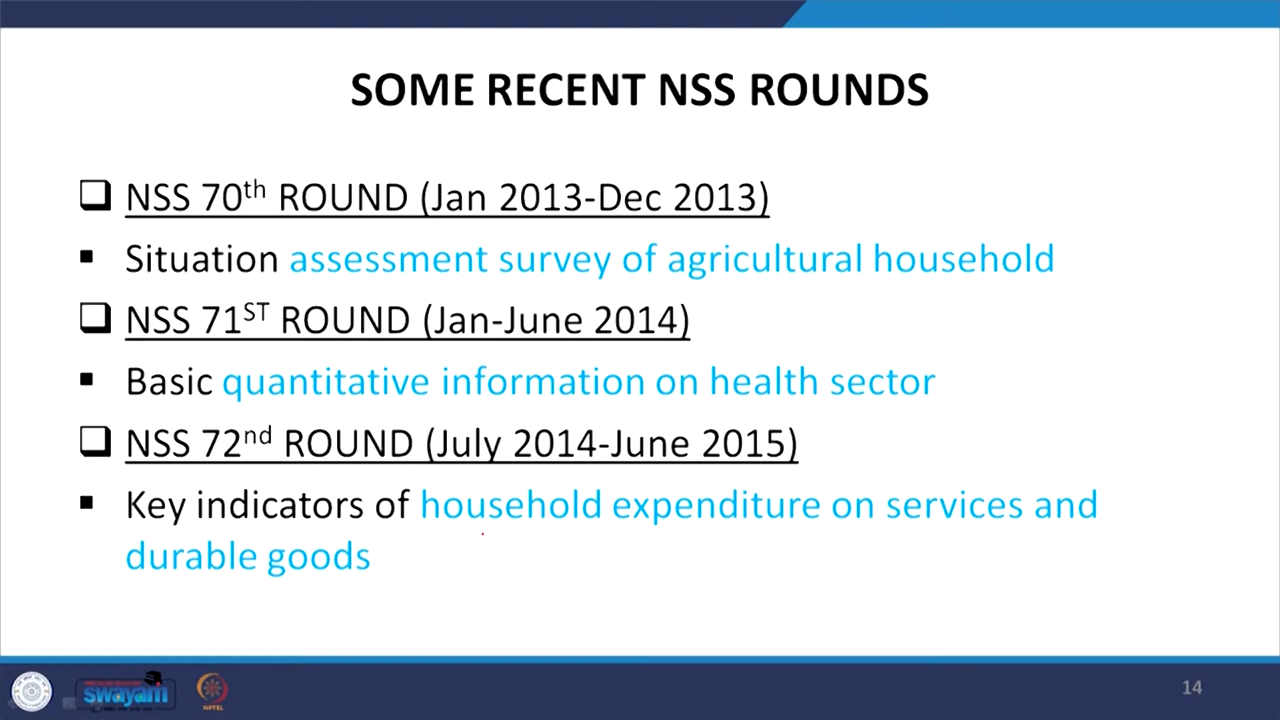 SOME RECENT NSS ROUNDS
❑ NSS 70th ROUND (Jan 2013-Dec 2013)
▪ Situation assessment survey of agricultural household
❑ NSS 71ST ROUND (Jan-June 2014)
▪ Basic quantitative information on health sector
❑ NSS 72nd ROUND (July 2014-June 2015)
▪ Key indicators of household expenditure on services and
durable goods
swayam
NPTEL
14